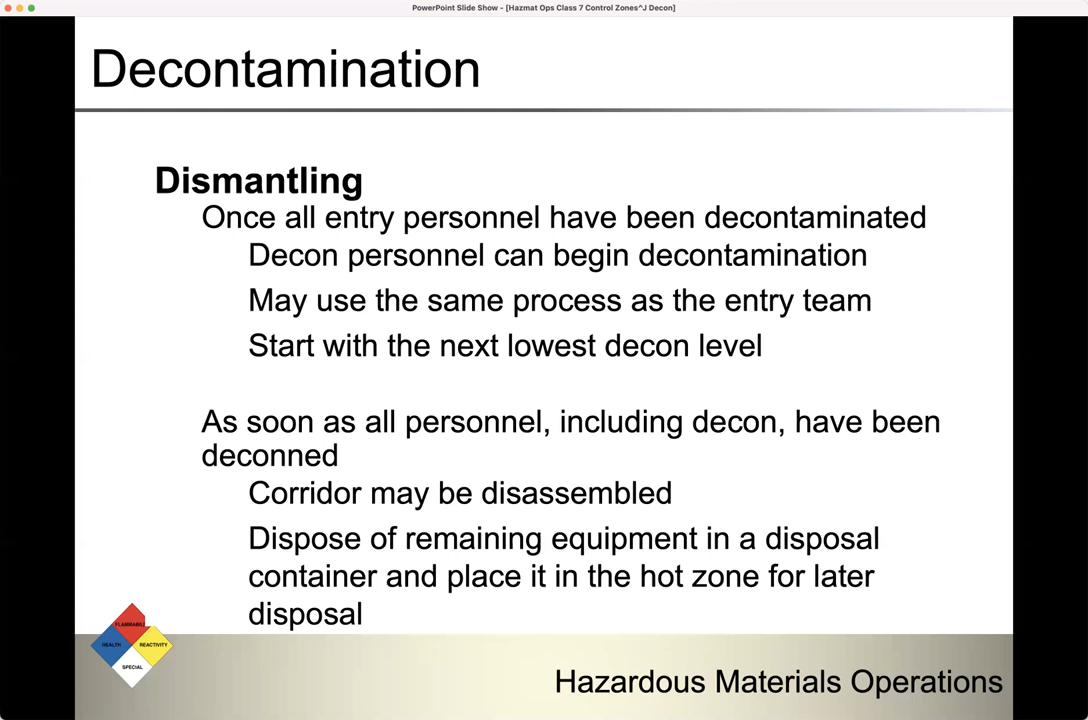 PowerPoint Slide Show - [Hazmat Ops Class 7 Control Zones^J Decon]
Decontamination
Dismantling
Once all entry personnel have been decontaminated
Decon personnel can begin decontamination
May use the same process as the entry team
Start with the next lowest decon level
As soon as all personnel, including decon, have been
deconned
Corridor may be disassembled
Dispose of remaining equipment in a disposal
container and place it in the hot zone for later
disposal
FLAMMABILI
HEALTH
REACTIVITY
SPECIAL
Hazardous Materials Operations